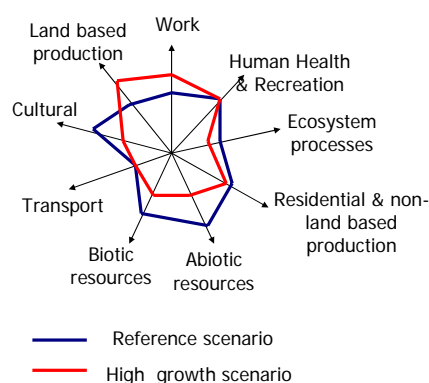 Work
Land based
production
Human Health
& Recreation
Cultural
Ecosystem
processes
Transport
Residential & non-
land based
production
Biotic
resources
Abiotic
resources
Reference scenario
High growth scenario